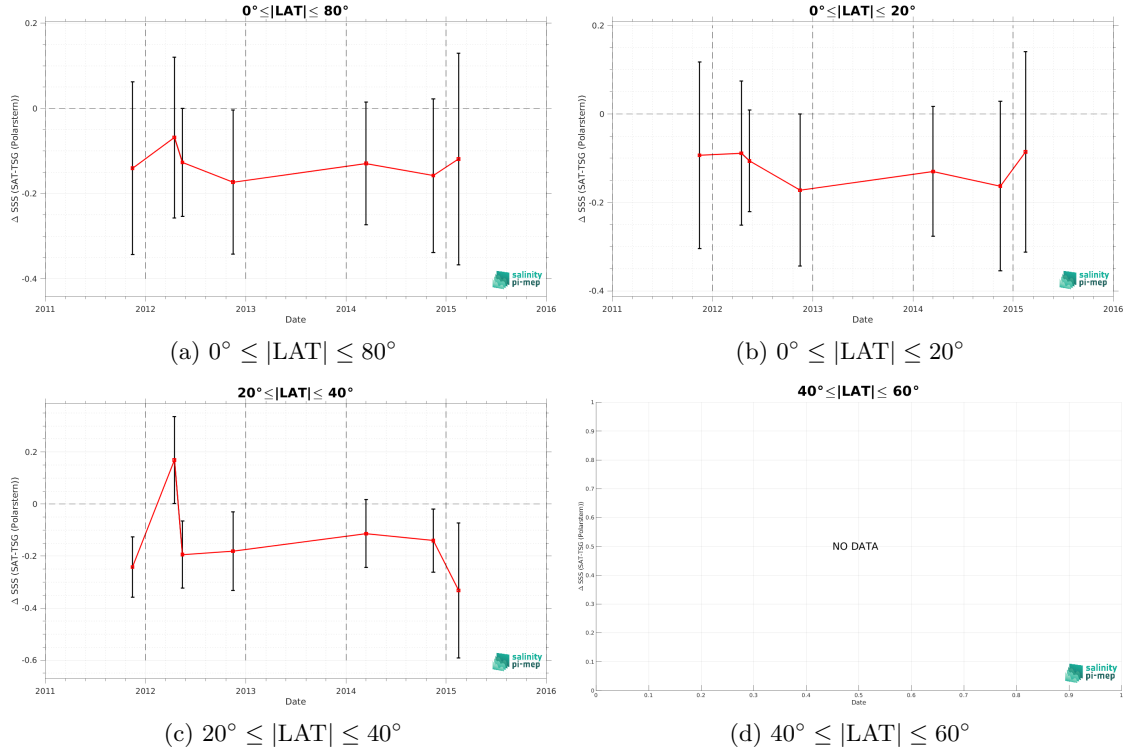 0°≤|LAT|≤ 80°
0.2
0
-0.2
-0.4
Δ SSS (SAT-TSG (Polarstern))
2011 2012 2013 2014 2015 2016
Date
salinity
pi-mep
(a) 0° ≤ |LAT| ≤ 80°
0°≤|LAT|≤ 20°
0.2
0
-0.2
-0.4
Δ SSS (SAT-TSG (Polarstern))
2011 2012 2013 2014 2015 2016
Date
salinity
pi-mep
(b) 0° ≤ |LAT| ≤ 20°
20°≤|LAT|≤ 40°
0.2
0
-0.2
-0.4
-0.6
Δ SSS (SAT-TSG (Polarstern))
2011 2012 2013 2014 2015 2016
Date
salinity
pi-mep
(c) 20° ≤ |LAT| ≤ 40°
40°≤|LAT|≤ 60°
1
0.9
0.8
0.7
0.6
0.5
0.4
0.3
0.2
0.1
0
Δ SSS (SAT-TSG (Polarstern))
NO DATA
0 0.1 0.2 0.3 0.4 0.5 0.6 0.7 0.8 0.9 1
Date
salinity
pi-mep
(d) 40° ≤ |LAT| ≤ 60°